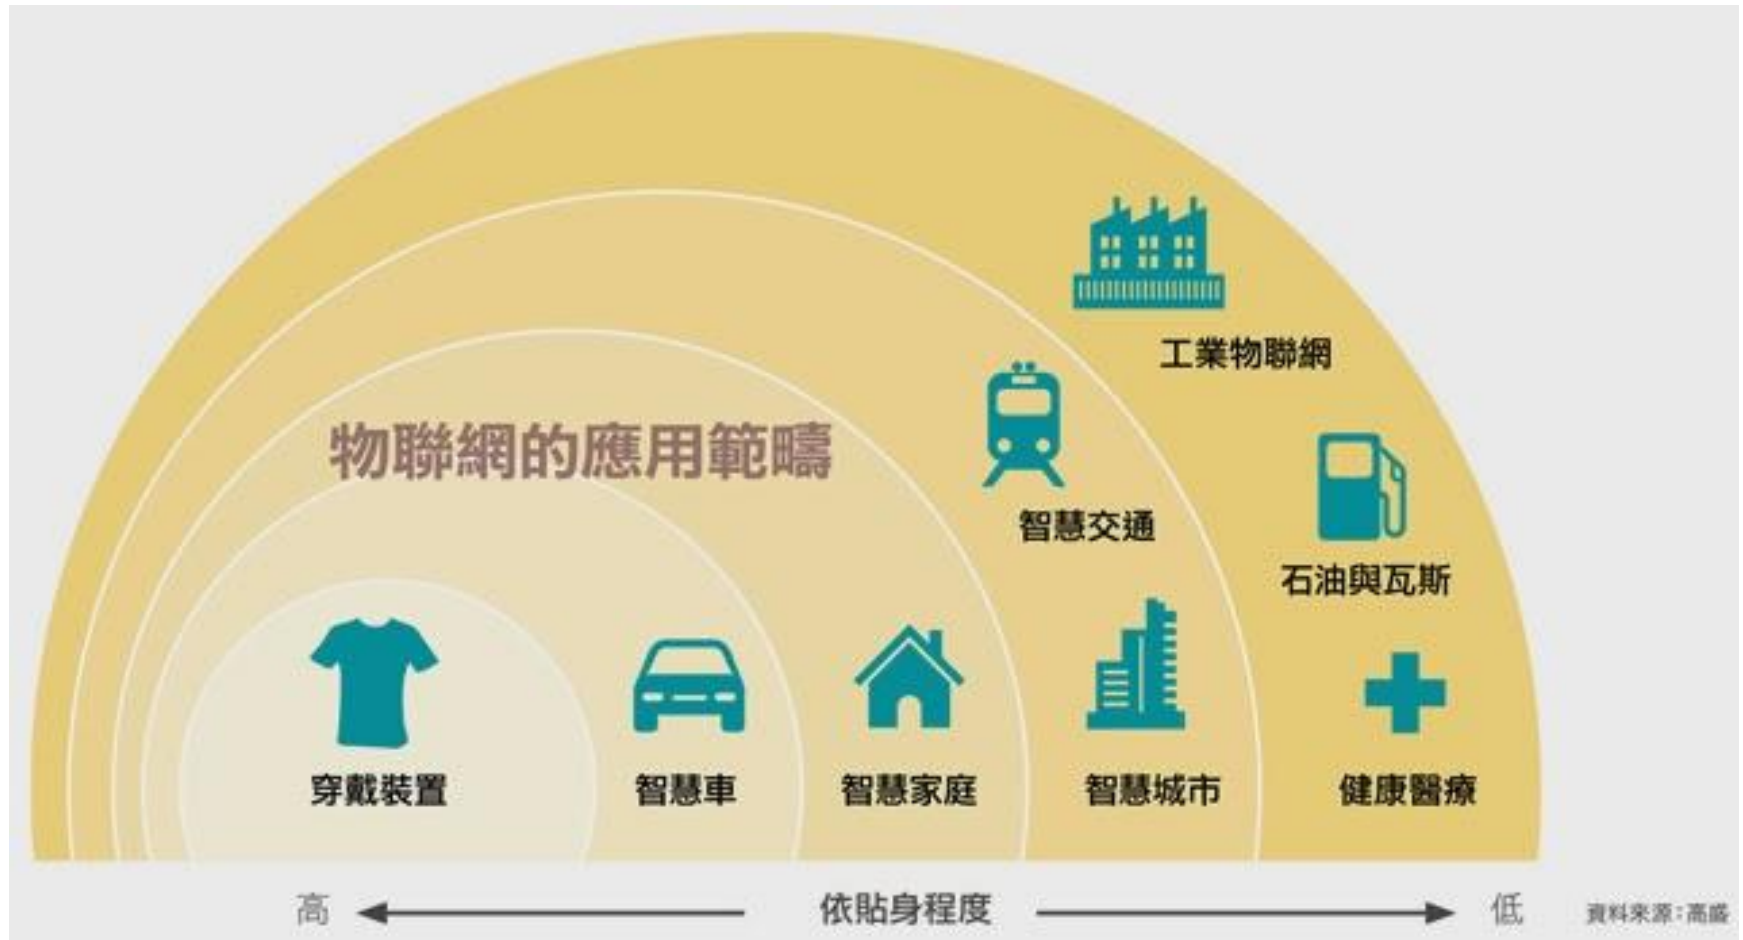 工業物聯網
物聯網的應用範疇
智慧交通
石油與瓦斯
穿戴裝置
智慧車
智慧家庭
智慧城市
健康醫療
高
依貼身程度
低
資料來源:高盛